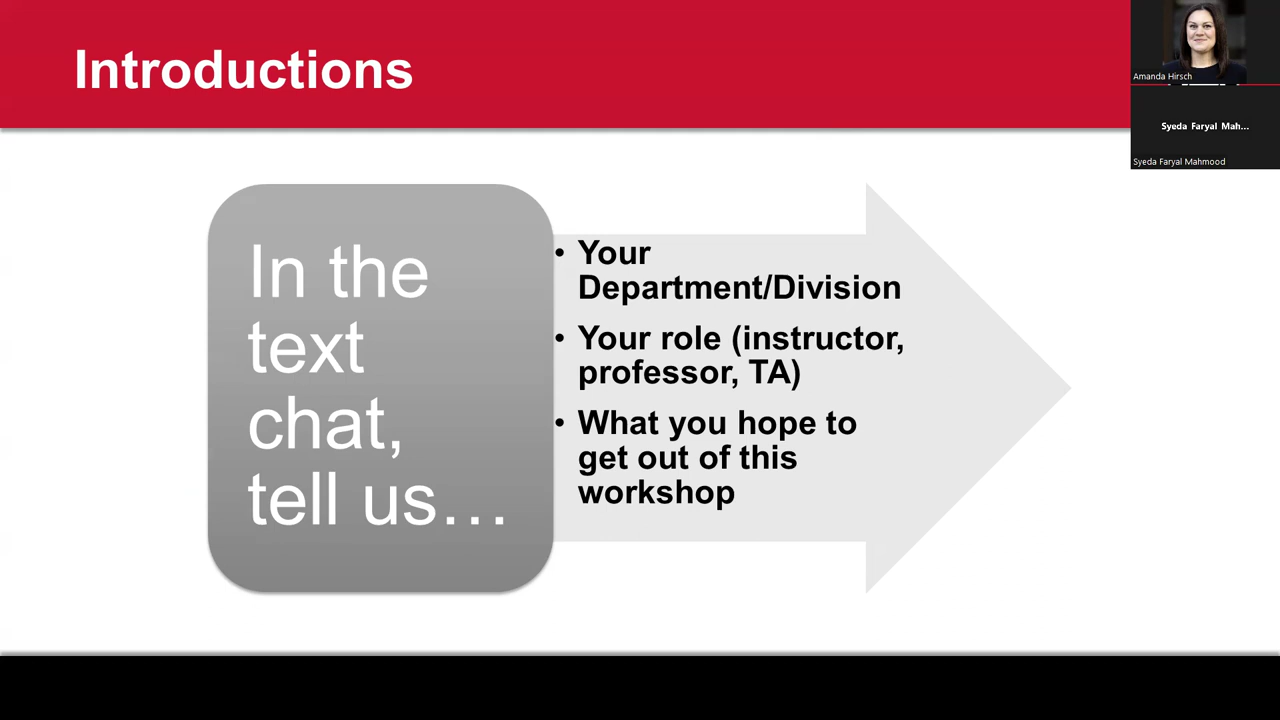 Introductions
Amanda Hirsch
Syeda Faryal Mah...
Syeda Faryal Mahmood
In the
text
chat,
tell us…
• Your
Department/Division
• Your role (instructor,
professor, TA)
• What you hope to
get out of this
workshop